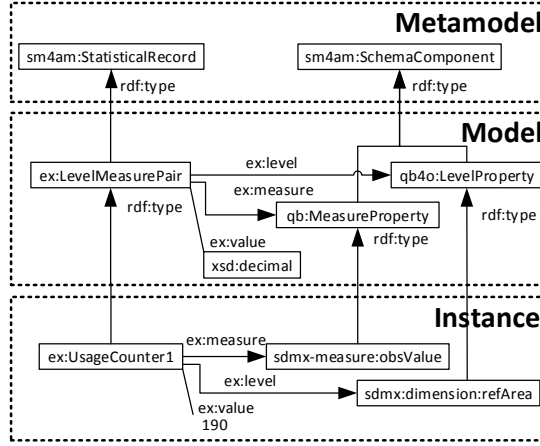 Metamodel
sm4am:StatisticalRecord
sm4am:SchemaComponent
rdf:type
rdf:type
Model
ex:level
ex:LevelMeasurePair
qb4o:LevelProperty
ex:measure
rdf:type
rdf:type
qb:MeasureProperty
rdf:type
ex:value
xsd:decimal
Instance
ex:measure
ex:UsageCounter1
sdmx-measure:obsValue
ex:level
sdmx:dimension:refArea
ex:value
190